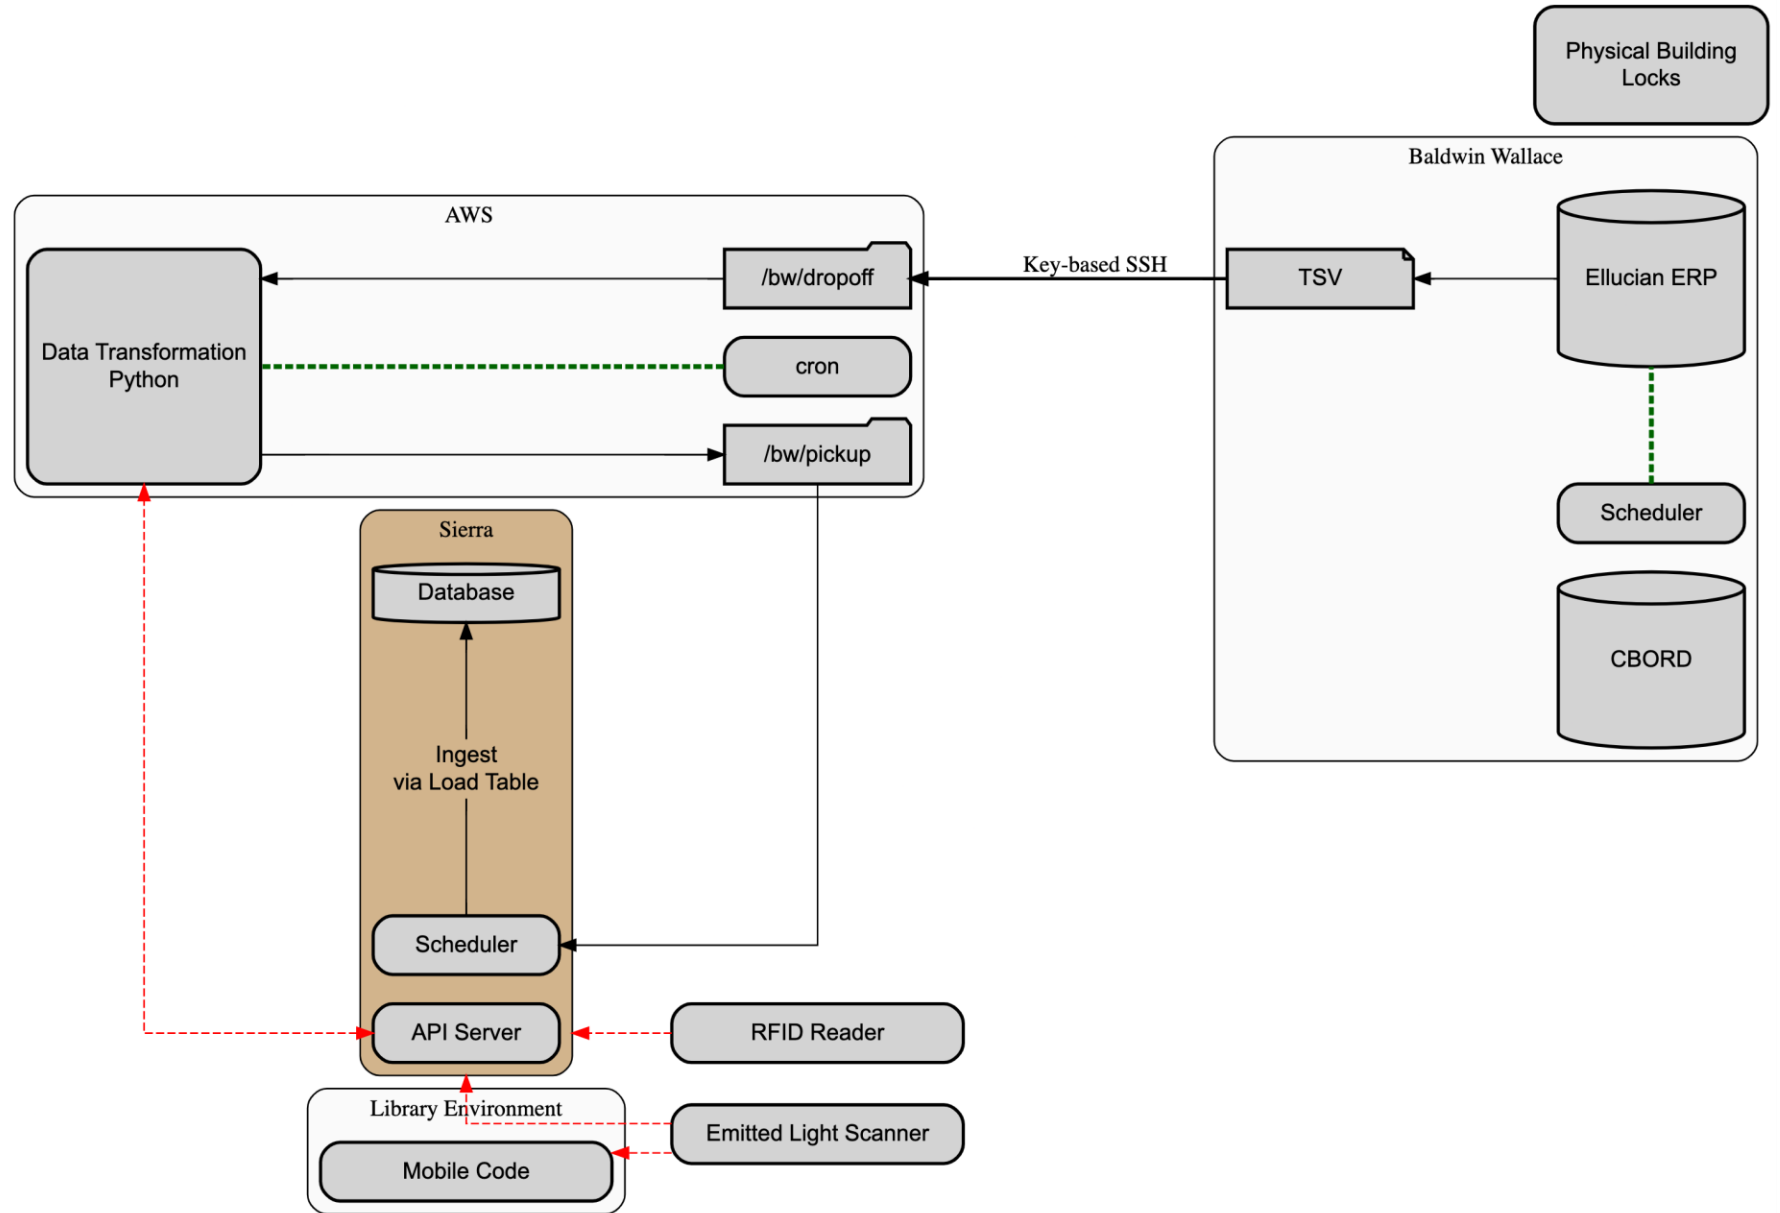 Physical Building
Locks
Baldwin Wallace
AWS
Key-based SSH
/bw/dropoff
TSV
Ellucian ERP
Data Transformation
Python
cron
/bw/pickup
Scheduler
Sierra
Database
CBORD
Ingest
via Load Table
Scheduler
API Server
RFID Reader
Library Environment
Emitted Light Scanner
Mobile Code